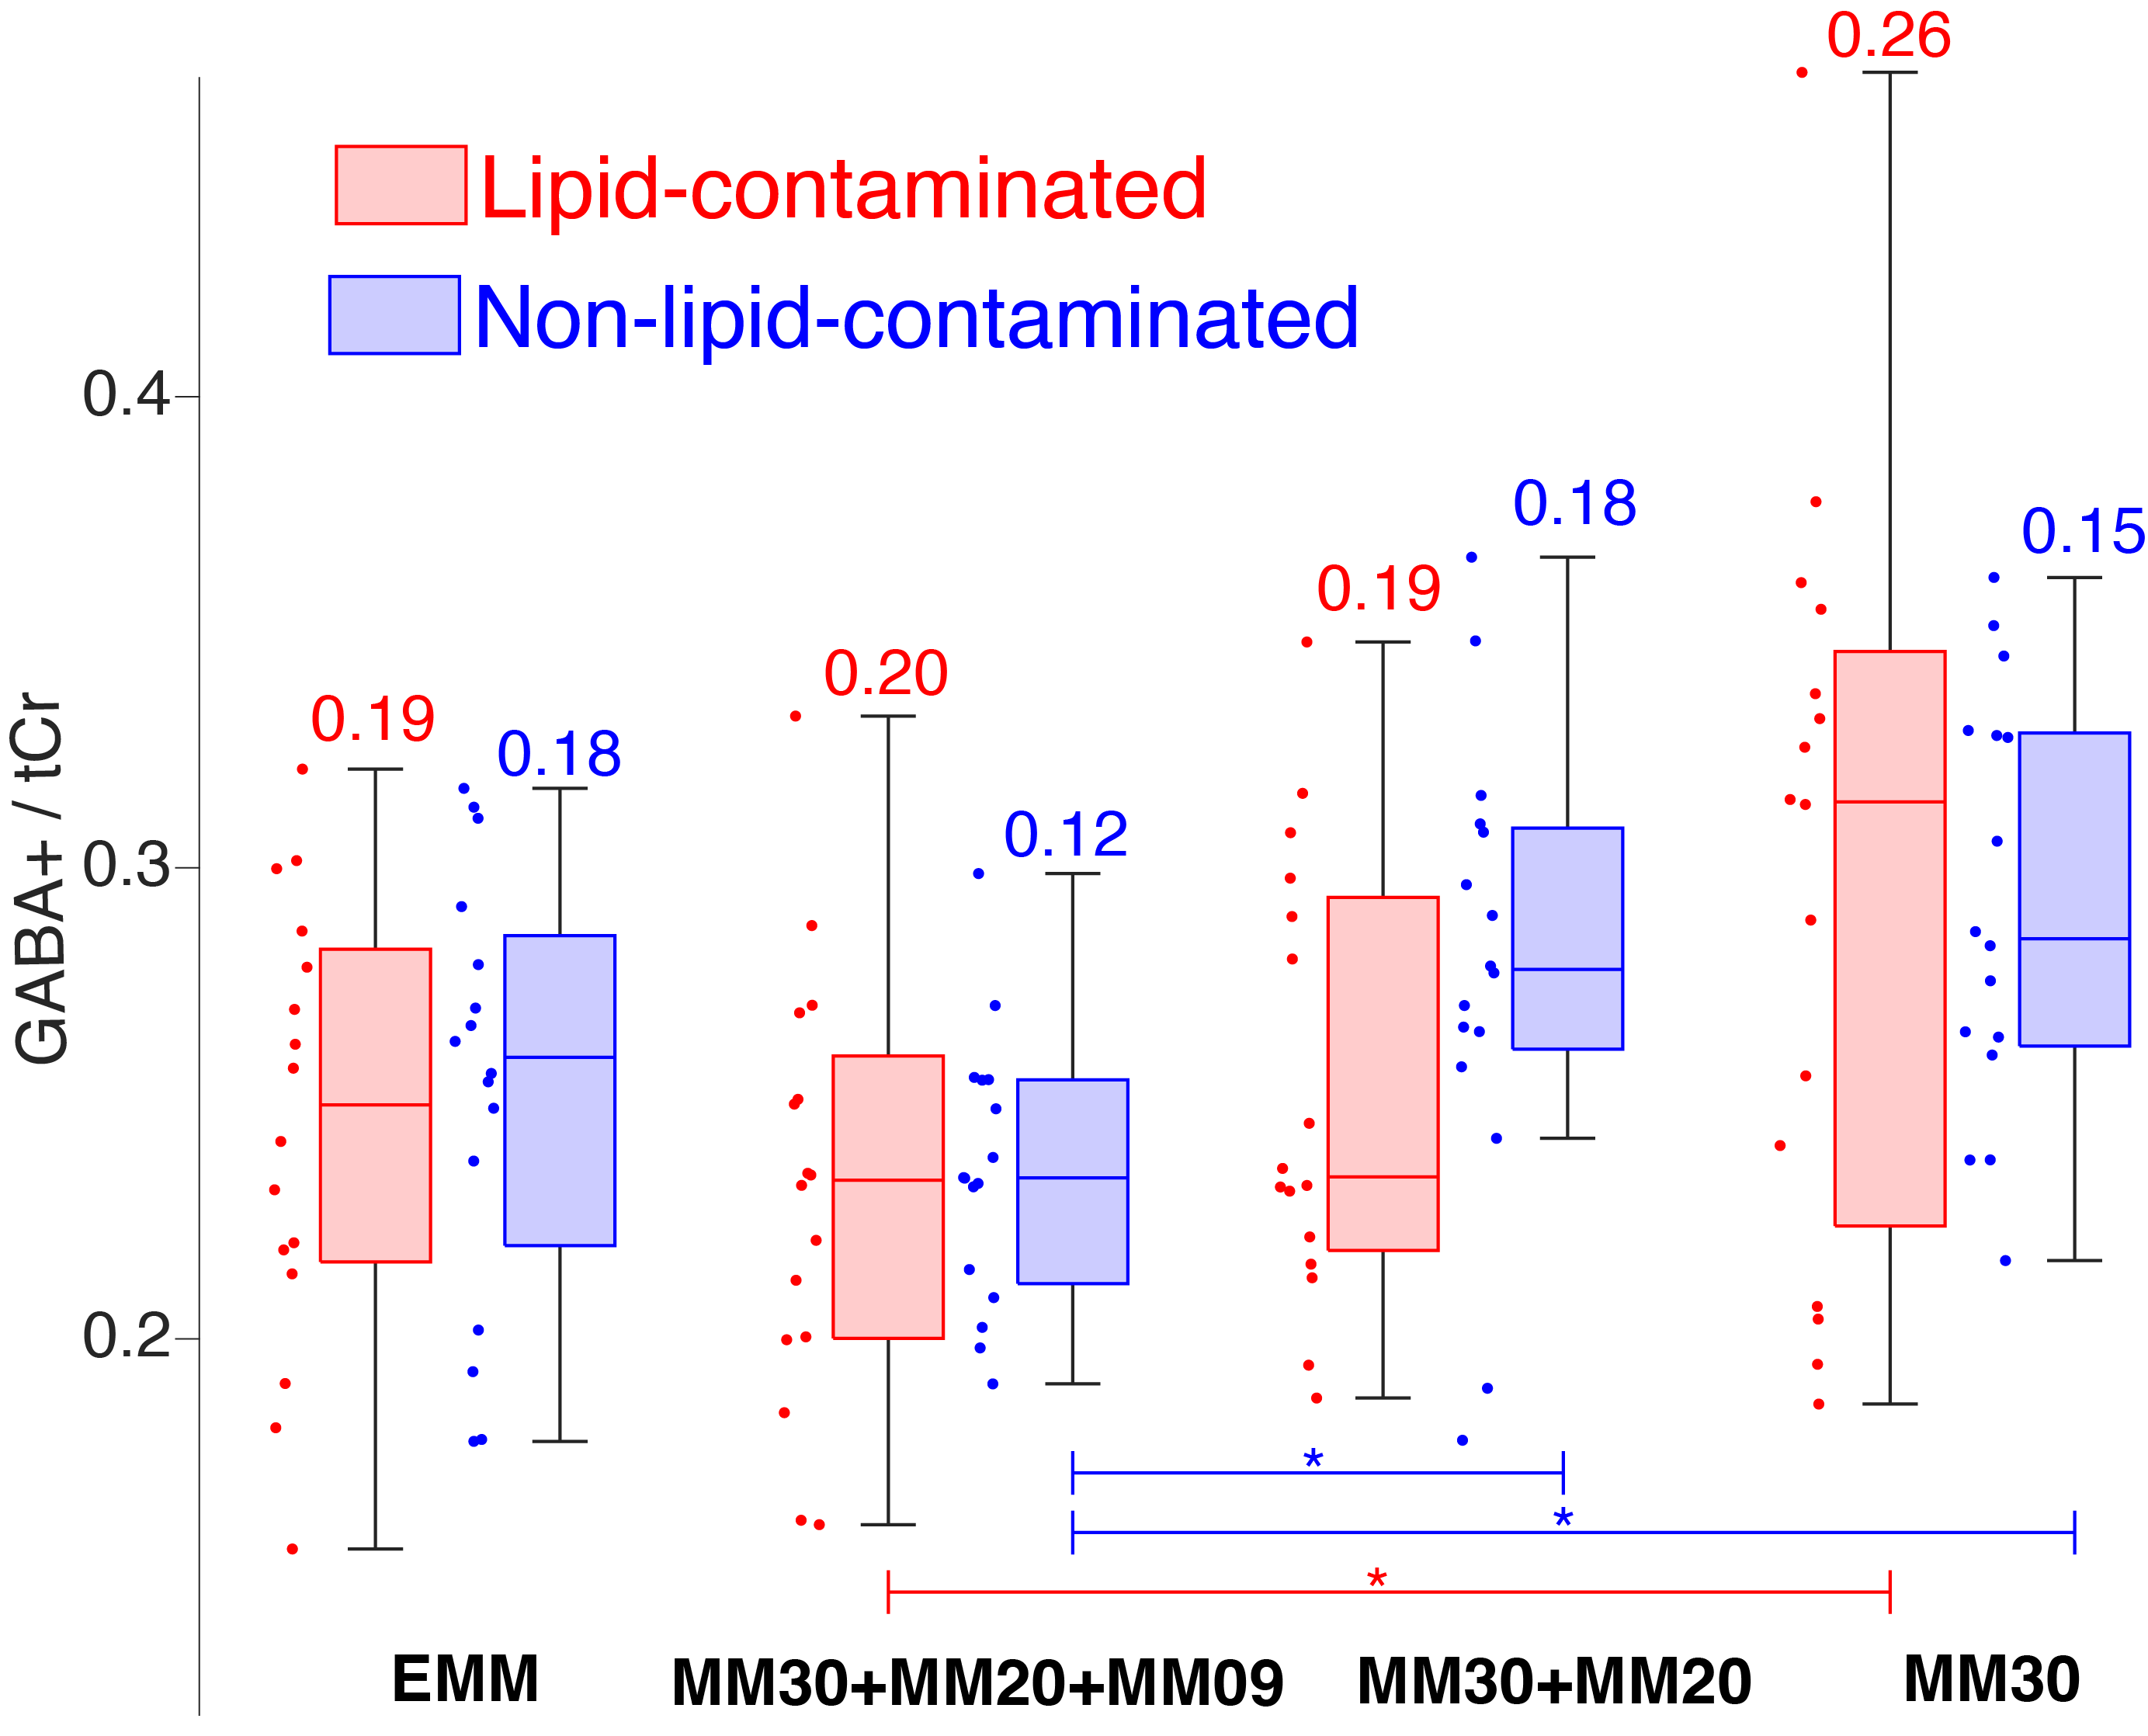 0.26
Lipid-contaminated
Non-lipid-contaminated
0.4
0.18
0.15
0.19
0.20
0.19
0.18
0.12
0.3
GABA+ / tCr
0.2
*
*
*
EMM
MM30+MM20+MM09
MM30+MM20
MM30